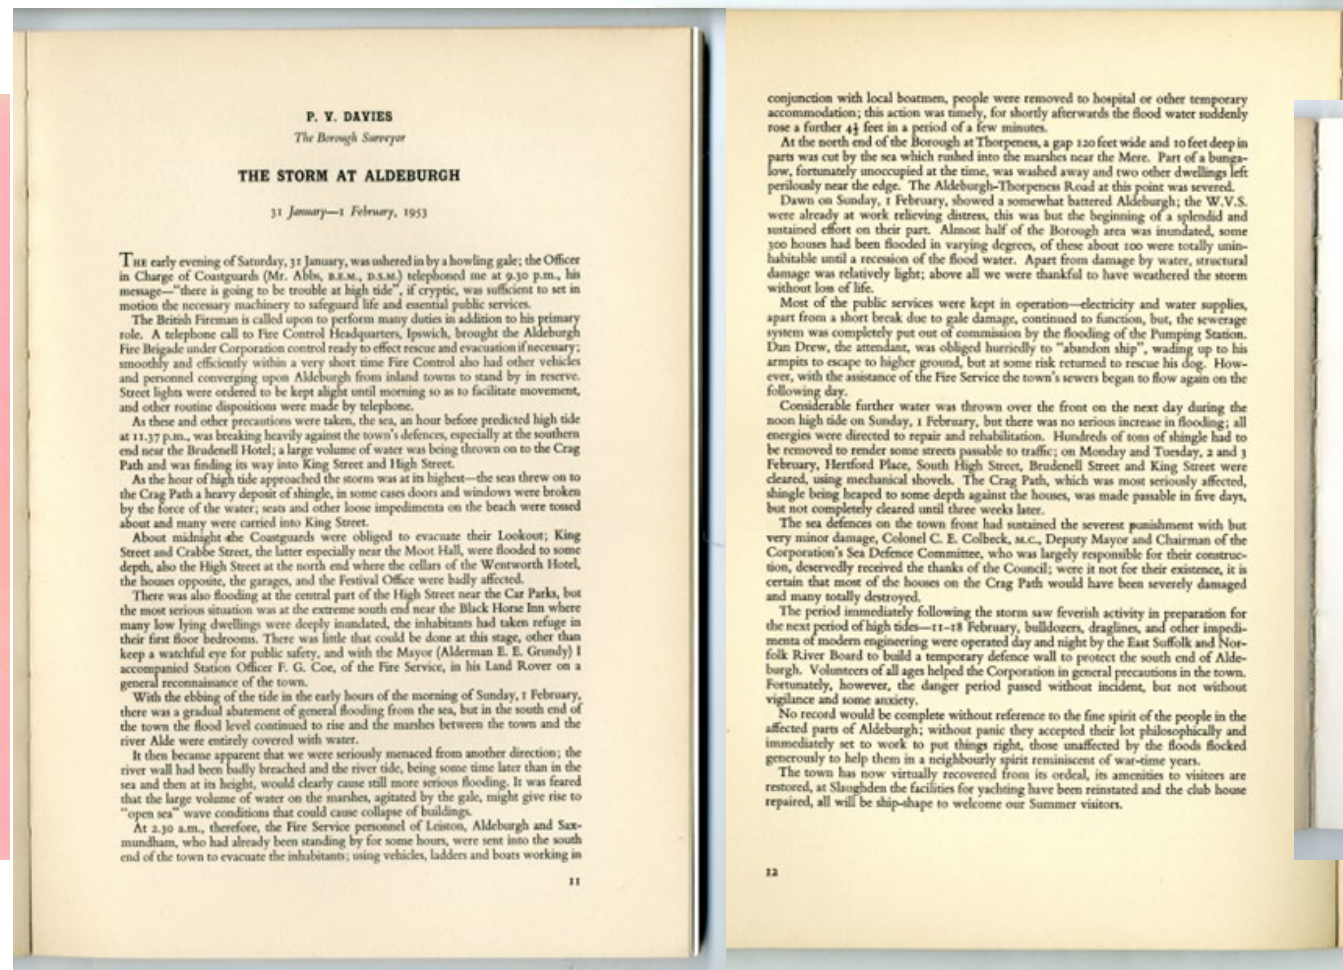 P. V. DAVIES
The Borough Surveyor
THE STORM AT ALDEBURGH
31 January—1 February, 1953
THE early evening of Saturday, 31 January, was ushered in by a howling gale; the Officer
in Charge of Coastguards (Mr. Abbs, B.E.M., D.S.M.) telephoned me at 9.30 p.m., his
message—"there is going to be trouble at high tide", if cryptic, was sufficient to set in
motion the necessary machinery to safeguard life and essential public services.
The British Fireman is called upon to perform many duties in addition to his primary
role. A telephone call to Fire Control Headquarters, Ipswich, brought the Aldeburgh
Fire Brigade under Corporation control ready to effect rescue and evacuation if necessary;
smoothly and efficiently within a very short time Fire Control also had other vehicles
and personnel converging upon Aldeburgh from inland towns to stand by in reserve.
Street lights were ordered to be kept alight until morning so as to facilitate movement,
and other routine dispositions were made by telephone.
As these and other precautions were taken, the sea, an hour before predicted high tide
at 11.37 p.m., was breaking heavily against the town's defences, especially at the southern
end near the Brudenell Hotel; a large volume of water was being thrown on to the Crag
Path and was finding its way into King Street and High Street.
As the hour of high tide approached the storm was at its highest—the seas threw on to
the Crag Path a heavy deposit of shingle, in some cases doors and windows were broken
by the force of the water; seats and other loose impedimenta on the beach were tossed
about and many were carried into King Street.
About midnight the Coastguards were obliged to evacuate their Lookout; King
Street and Crabbe Street, the latter especially near the Moot Hall, were flooded to some
depth, also the High Street at the north end where the cellars of the Wentworth Hotel,
the houses opposite, the garages, and the Festival Office were badly affected.
There was also flooding at the central part of the High Street near the Car Parks, but
the most serious situation was at the extreme south end near the Black Horse Inn where
many low lying dwellings were deeply inundated, the inhabitants had taken refuge in
their first floor bedrooms. There was little that could be done at this stage, other than
keep a watchful eye for public safety, and with the Mayor (Alderman E. E. Grundy) I
accompanied Station Officer F. G. Coe, of the Fire Service, in his Land Rover on a
general reconnaissance of the town.
With the ebbing of the tide in the early hours of the morning of Sunday, 1 February,
there was a gradual abatement of general flooding from the sea, but in the south end of
the town the flood level continued to rise and the marshes between the town and the
river Alde were entirely covered with water.
It then became apparent that we were seriously menaced from another direction; the
river wall had been badly breached and the river tide, being some time later than in the
sea and then at its height, would clearly cause still more serious flooding. It was feared
that the large volume of water on the marshes, agitated by the gale, might give rise to
"open sea" wave conditions that could cause collapse of buildings.
At 2.30 a.m., therefore, the Fire Service personnel of Leiston, Aldeburgh and Sax-
mundham, who had already been standing by for some hours, were sent into the south
end of the town to evacuate the inhabitants; using vehicles, ladders and boats working in
11
conjunction with local boatmen, people were removed to hospital or other temporary
accommodation; this action was timely, for shortly afterwards the flood water suddenly
rose a further 4½ feet in a period of a few minutes.
At the north end of the Borough at Thorpeness, a gap 120 feet wide and 10 feet deep in
parts was cut by the sea which rushed into the marshes near the Mere. Part of a bunga-
low, fortunately unoccupied at the time, was washed away and two other dwellings left
perilously near the edge. The Aldeburgh-Thorpeness Road at this point was severed.
Dawn on Sunday, 1 February, showed a somewhat battered Aldeburgh; the W.V.S.
were already at work relieving distress, this was but the beginning of a splendid and
sustained effort on their part. Almost half of the Borough area was inundated, some
300 houses had been flooded in varying degrees, of these about 100 were totally unin-
habitable until a recession of the flood water. Apart from damage by water, structural
damage was relatively light; above all we were thankful to have weathered the storm
without loss of life.
Most of the public services were kept in operation—electricity and water supplies,
apart from a short break due to gale damage, continued to function, but, the sewerage
system was completely put out of commission by the flooding of the Pumping Station.
Dan Drew, the attendant, was obliged hurriedly to "abandon ship", wading up to his
armpits to escape to higher ground, but at some risk returned to rescue his dog. How-
ever, with the assistance of the Fire Service the town's sewers began to flow again on the
following day.
Considerable further water was thrown over the front on the next day during the
noon high tide on Sunday, 1 February, but there was no serious increase in flooding; all
energies were directed to repair and rehabilitation. Hundreds of tons of shingle had to
be removed to render some streets passable to traffic; on Monday and Tuesday, 2 and 3
February, Hertford Place, South High Street, Brudenell Street and King Street were
cleared, using mechanical shovels. The Crag Path, which was most seriously affected,
shingle being heaped to some depth against the houses, was made passable in five days,
but not completely cleared until three weeks later.
The sea defences on the town front had sustained the severest punishment with but
very minor damage, Colonel C. E. Colbeck, M.C., Deputy Mayor and Chairman of the
Corporation's Sea Defence Committee, who was largely responsible for their construc-
tion, deservedly received the thanks of the Council; were it not for their existence, it is
certain that most of the houses on the Crag Path would have been severely damaged
and many totally destroyed.
The period immediately following the storm saw feverish activity in preparation for
the next period of high tides—11-18 February, bulldozers, draglines, and other impedi-
menta of modern engineering were operated day and night by the East Suffolk and Nor-
folk River Board to build a temporary defence wall to protect the south end of Alde-
burgh. Volunteers of all ages helped the Corporation in general precautions in the town.
Fortunately, however, the danger period passed without incident, but not without
vigilance and some anxiety.
No record would be complete without reference to the fine spirit of the people in the
affected parts of Aldeburgh; without panic they accepted their lot philosophically and
immediately set to work to put things right, those unaffected by the floods flocked
generously to help them in a neighbourly spirit reminiscent of war-time years.
The town has now virtually recovered from its ordeal, its amenities to visitors are
restored, at Slaughden the facilities for yachting have been reinstated and the club house
repaired, all will be ship-shape to welcome our Summer visitors.
12